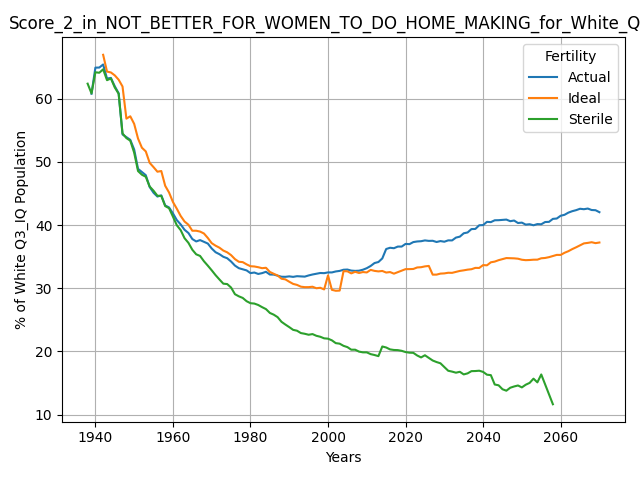 Score_2_in_NOT_BETTER_FOR_WOMEN_TO_DO_HOME_MAKING_for_White_Q
% of White Q3_IQ Population
60
50
40
30
20
10
Fertility
Actual
Ideal
Sterile
1940 1960 1980 2000 2020 2040 2060
Years